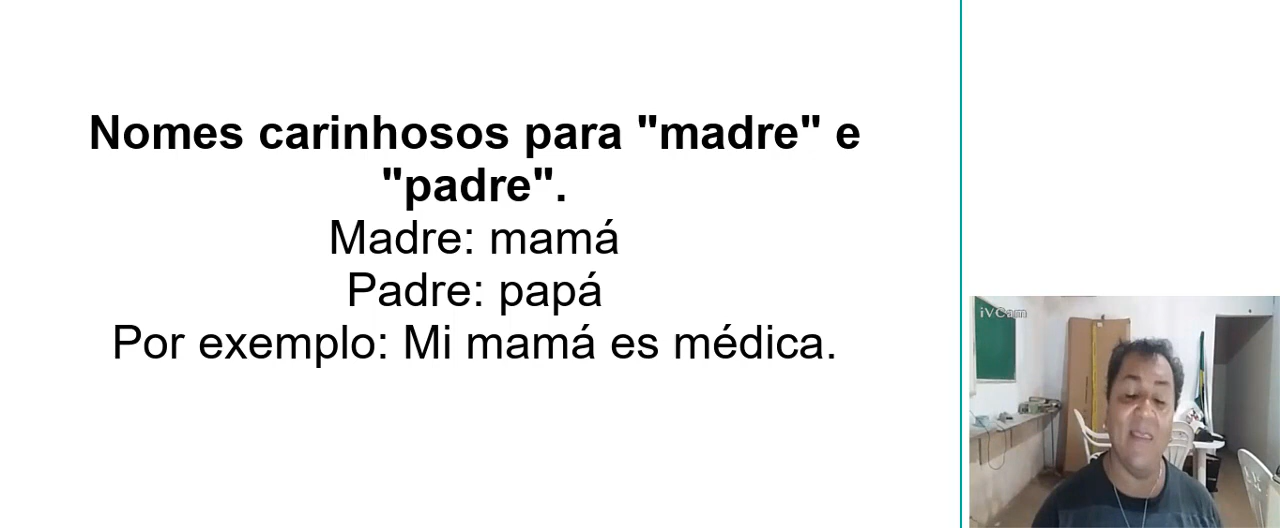 Nomes carinhosos para "madre" e
"padre".
Madre: mamá
Padre: papá
Por exemplo: Mi mamá es médica.
iVCam